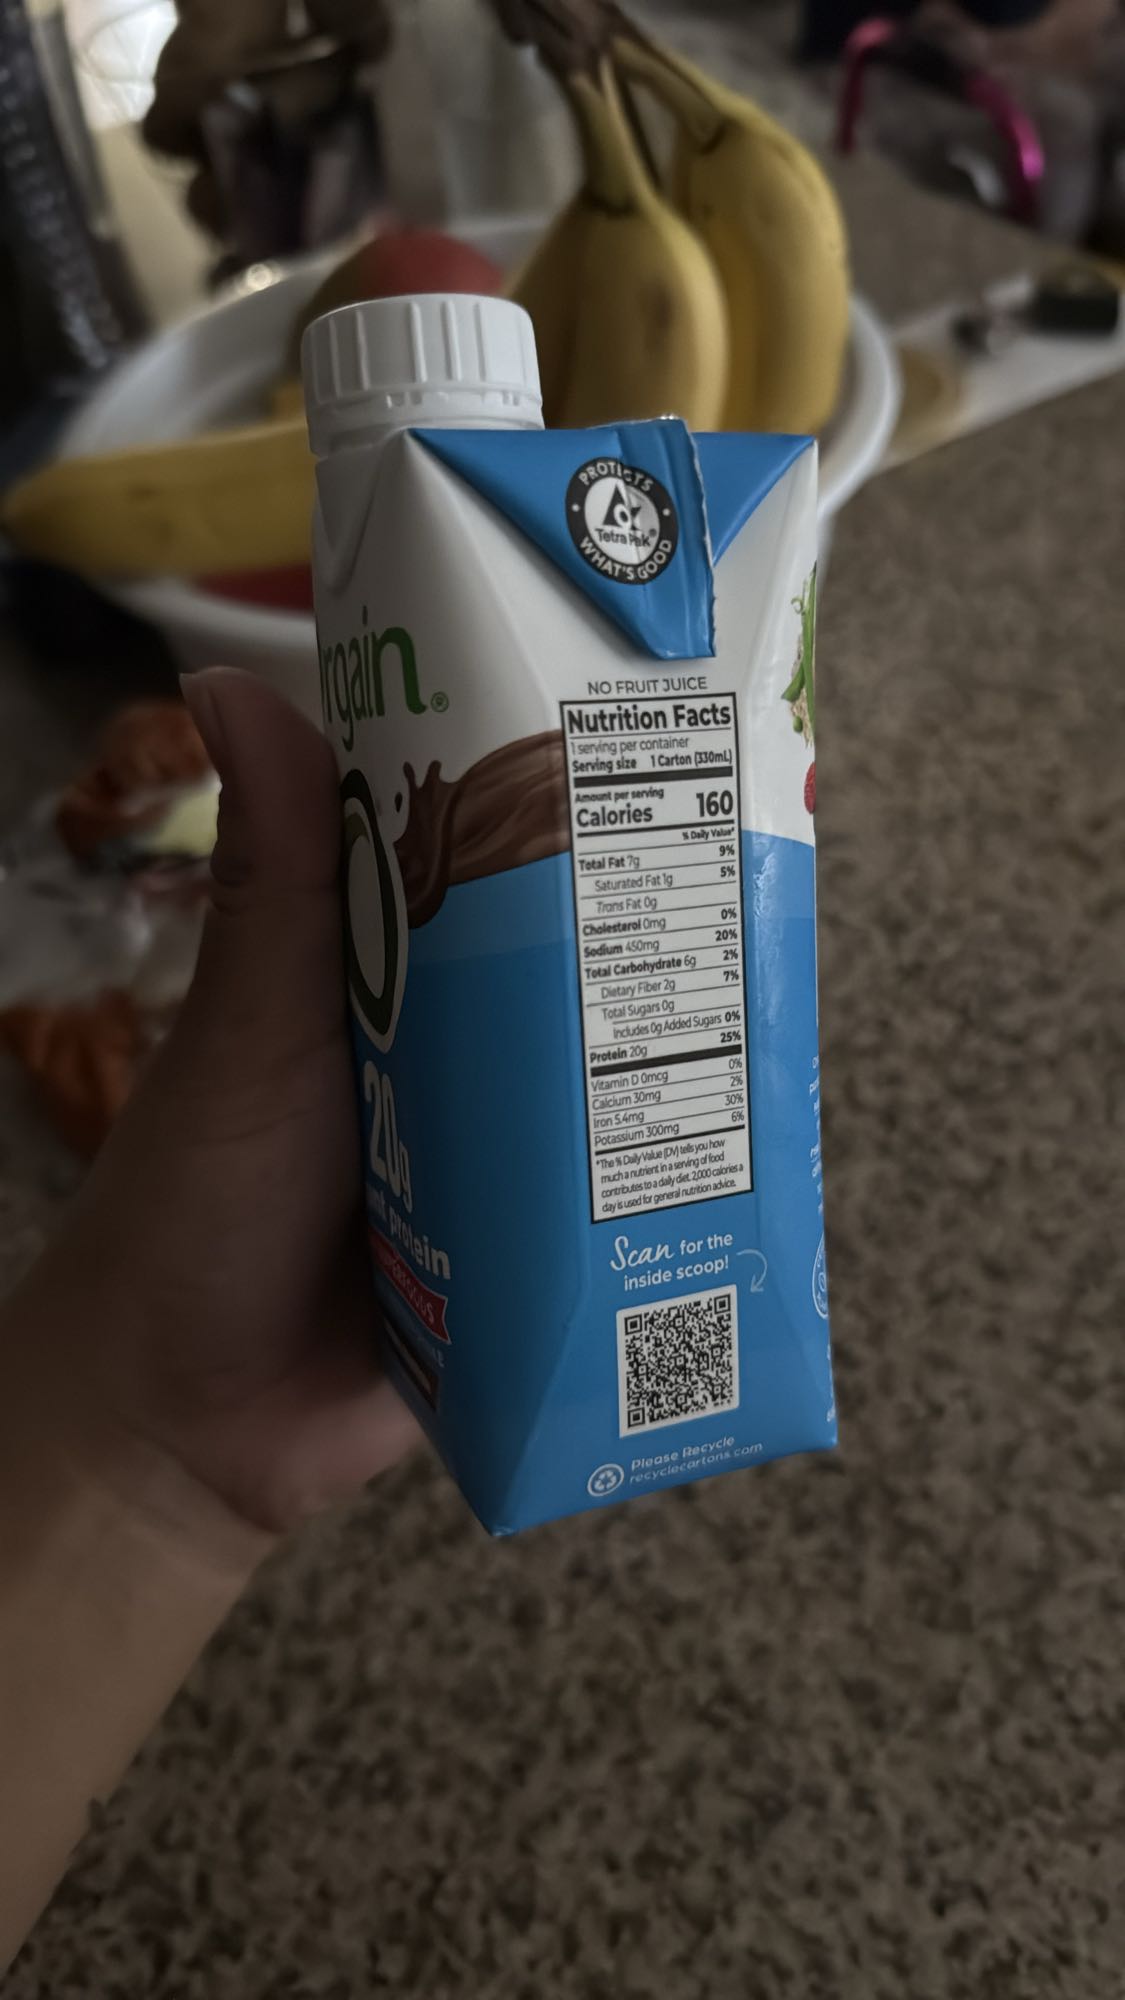 PROTECTS
Tetra Pak®
WHAT'S GOOD
rgain®
NO FRUIT JUICE
Nutrition Facts
1 serving per container
Serving size 1 Carton (330mL)
Amount per serving
Calories 160
% Daily Value*
Total Fat 7g 9%
Saturated Fat 1g 5%
Trans Fat 0g
Cholesterol 0mg 0%
Sodium 450mg 20%
Total Carbohydrate 6g 2%
Dietary Fiber 2g 7%
Total Sugars 0g
Includes 0g Added Sugars 0%
Protein 20g 25%
Vitamin D 0mcg 0%
Calcium 30mg 2%
Iron 5.4mg 30%
Potassium 300mg 6%
*The % Daily Value (DV) tells you how
much a nutrient in a serving of food
contributes to a daily diet. 2,000 calories a
day is used for general nutrition advice.
20g
protein
Scan for the
inside scoop!
Please Recycle
recyclecartons.com